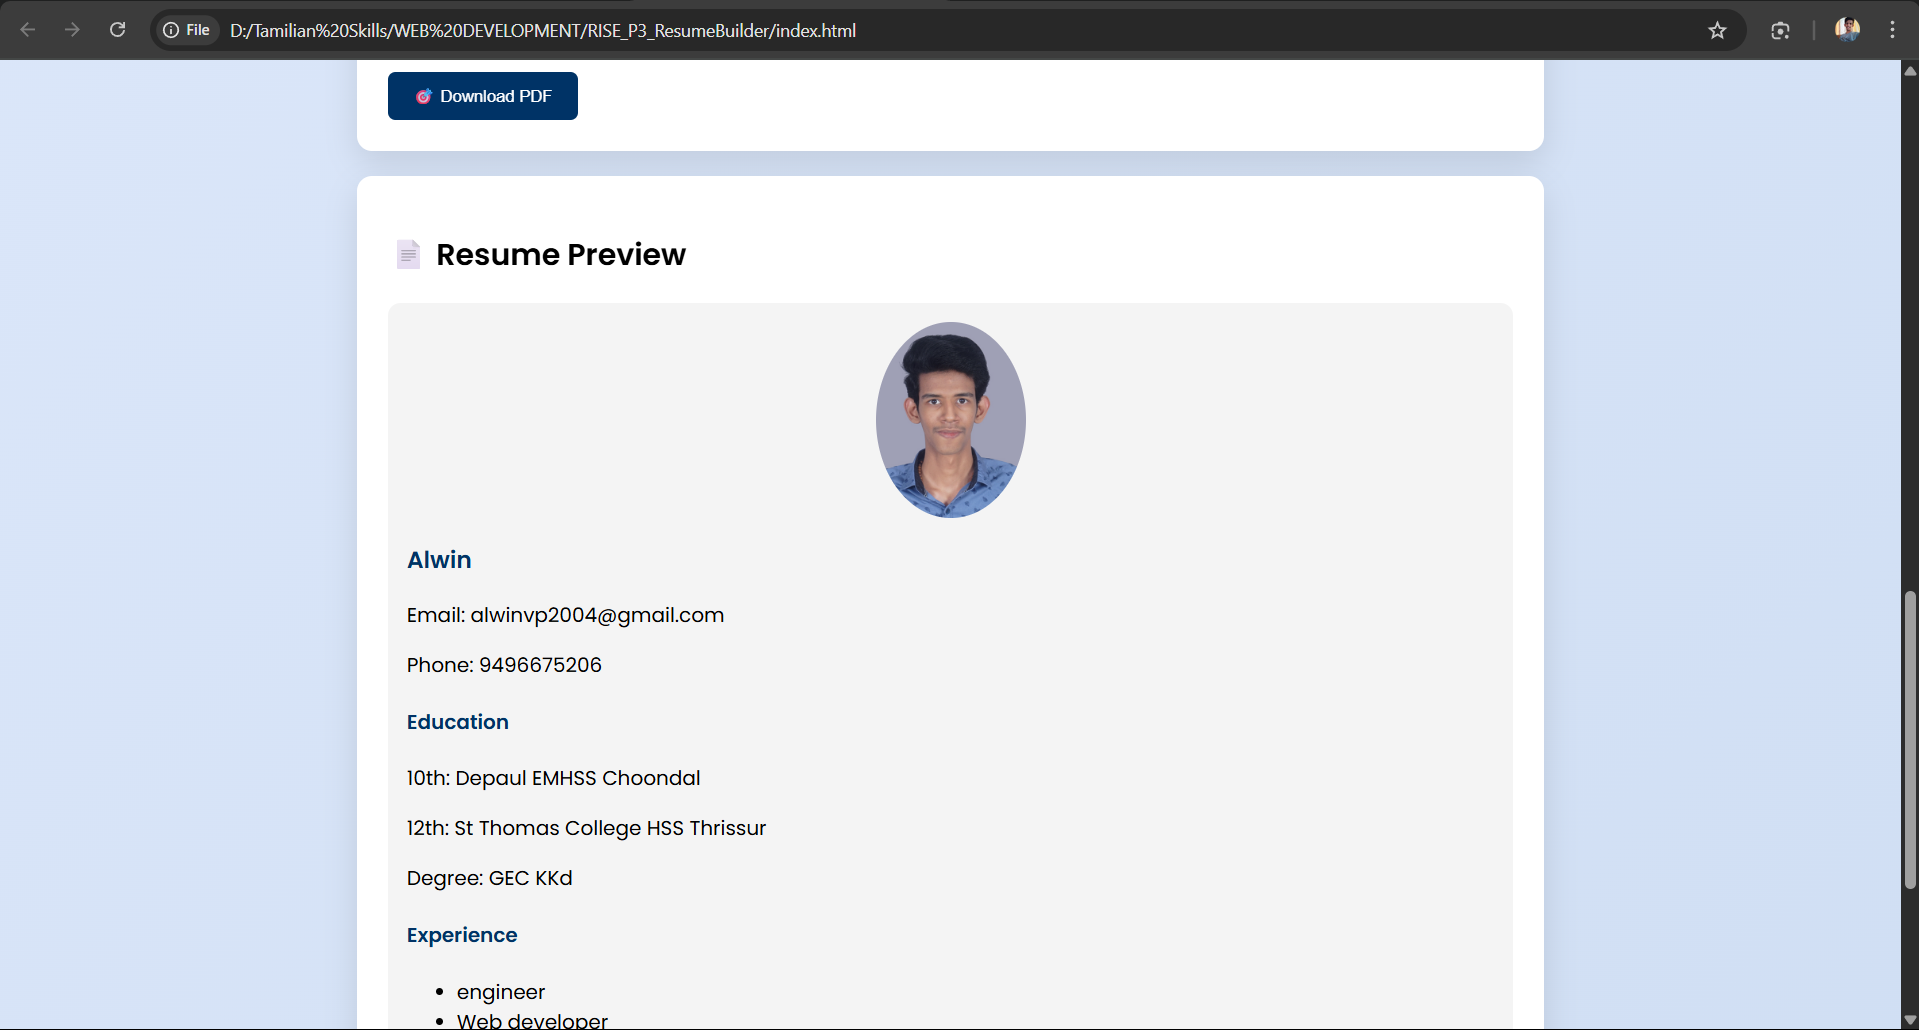 File
D:/Tamilian%20Skills/WEB%20DEVELOPMENT/RISE_P3_ResumeBuilder/index.html
🎯 Download PDF
📄 Resume Preview
Alwin
Email: alwinvp2004@gmail.com
Phone: 9496675206
Education
10th: Depaul EMHSS Choondal
12th: St Thomas College HSS Thrissur
Degree: GEC KKd
Experience
• engineer
• Web developer